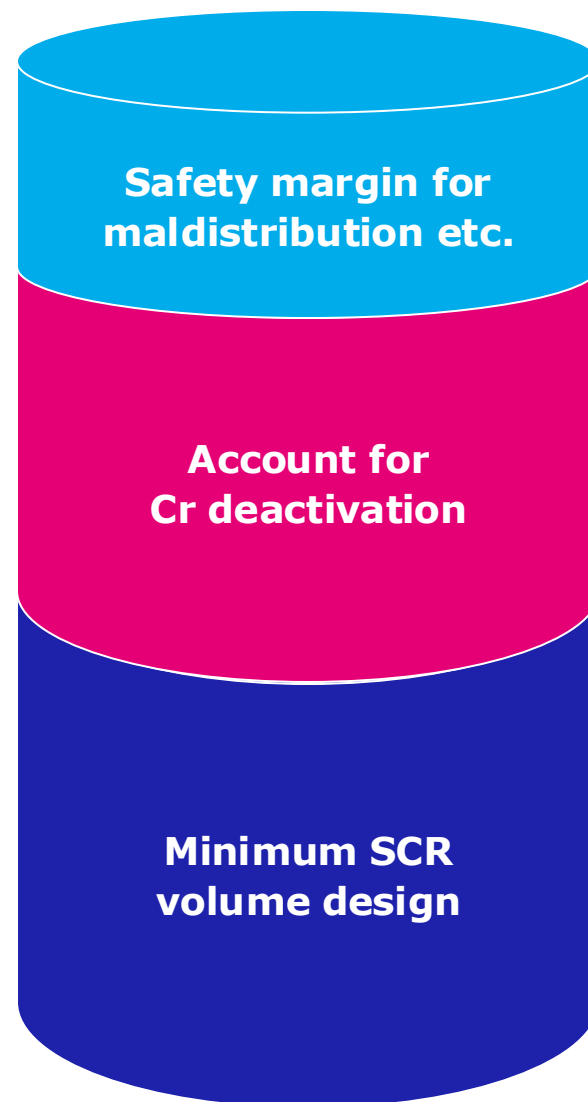 Safety margin for
maldistribution etc.
Account for
Cr deactivation
Minimum SCR
volume design